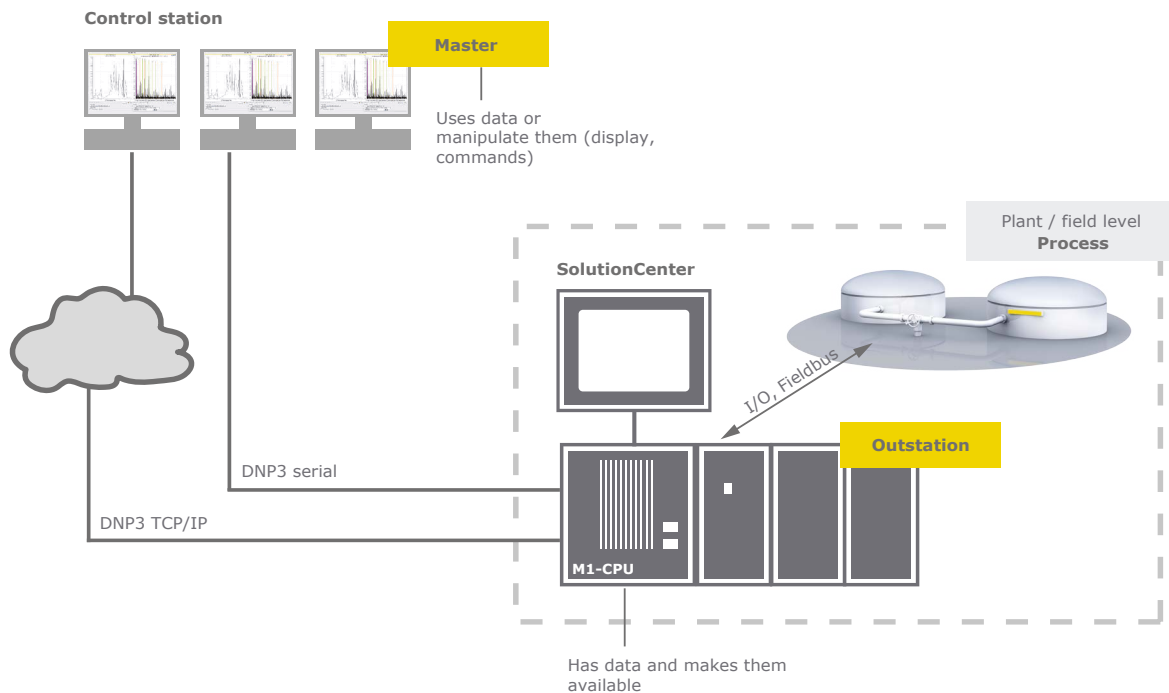 Control station
Master
Uses data or
manipulate them (display,
commands)
Plant / field level
Process
SolutionCenter
I/O, Fieldbus
Outstation
DNP3 serial
DNP3 TCP/IP
M1-CPU
Has data and makes them
available